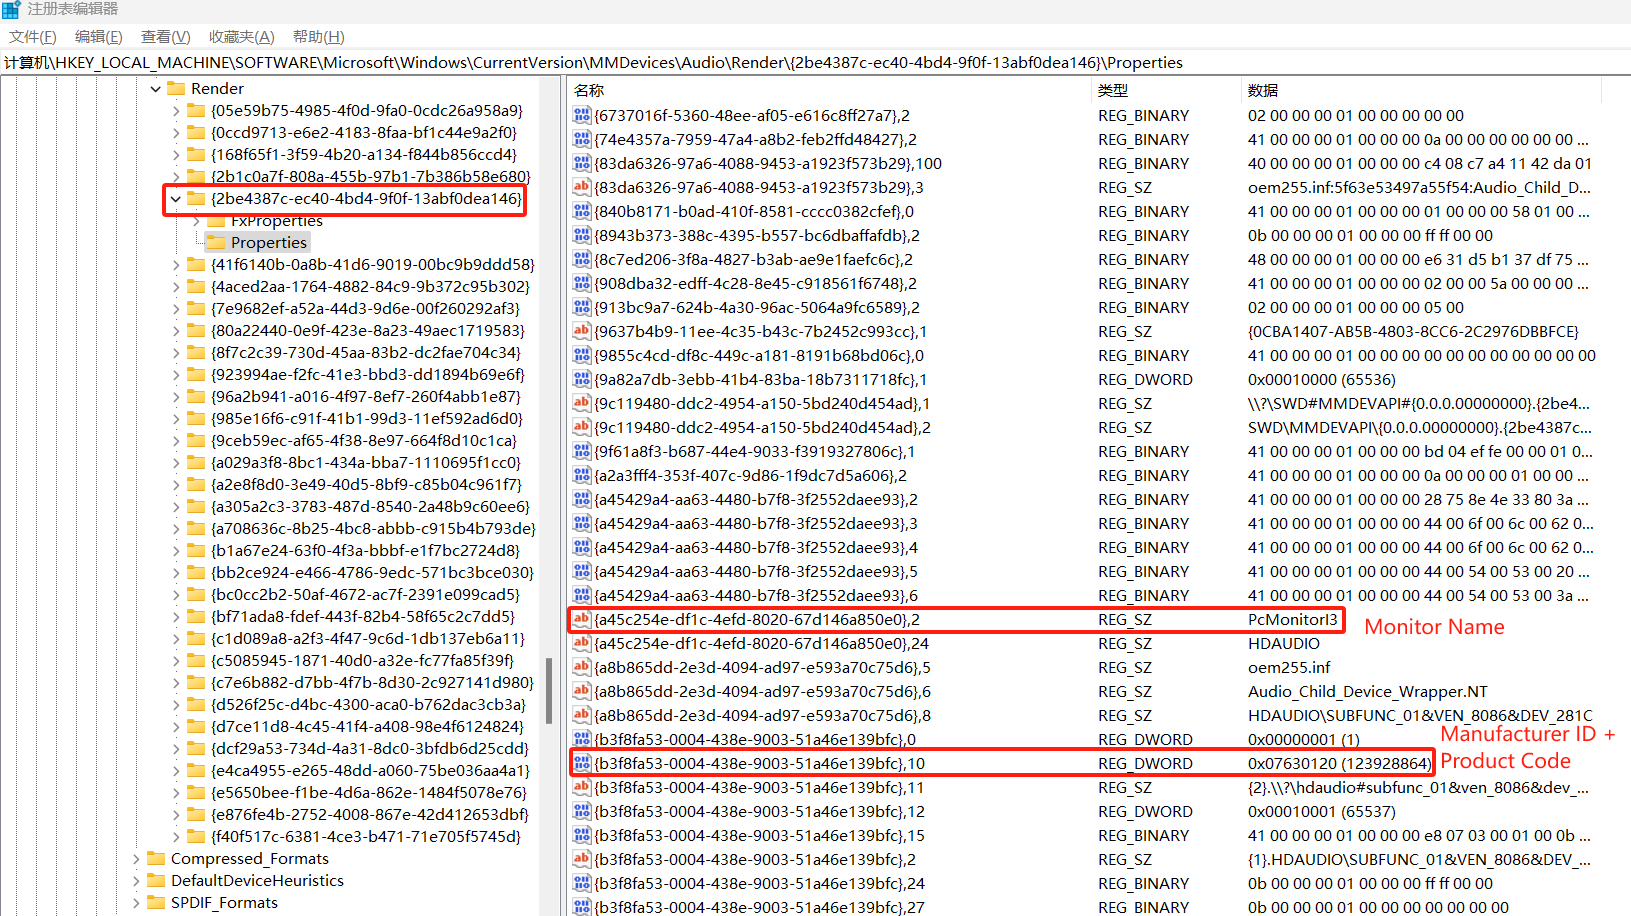 注册表编辑器
文件(F) 编辑(E) 查看(V) 收藏夹(A) 帮助(H)
计算机\HKEY_LOCAL_MACHINE\SOFTWARE\Microsoft\Windows\CurrentVersion\MMDevices\Audio\Render\{2be4387c-ec40-4bd4-9f0f-13abf0dea146}\Properties
Render
{05e59b75-4985-4f0d-9fa0-0cdc26a958a9}
{0ccd9713-e6e2-4183-8faa-bf1c44e9a2f0}
{168f65f1-3f59-4b20-a134-f844b856ccd4}
{2b1c0a7f-808a-455b-97b1-7b386b58e680}
{2be4387c-ec40-4bd4-9f0f-13abf0dea146}
FxProperties
Properties
{41f6140b-0a8b-41d6-9019-00bc9b9ddd58}
{4aced2aa-1764-4882-84c9-9b372c95b302}
{7e9682ef-a52a-44d3-9d6e-00f260292af3}
{80a22440-0e9f-423e-8a23-49aec1719583}
{8f7c2c39-730d-45aa-83b2-dc2fae704c34}
{923994ae-f2fc-41e3-bbd3-dd1894b69e6f}
{96a2b941-a016-4f97-8ef7-260f4abb1e87}
{985e16f6-c91f-41b1-99d3-11ef592ad6d0}
{9ceb59ec-af65-4f38-8e97-664f8d10c1ca}
{a029a3f8-8bc1-434a-bba7-1110695f1cc0}
{a2e8f8d0-3e49-40d5-8bf9-c85b04c961f7}
{a305a2c3-3783-487d-8540-2a48b9c60ee6}
{a708636c-8b25-4bc8-abbb-c915b4b793de}
{b1a67e24-63f0-4f3a-bbbf-e1f7bc2724d8}
{bb2ce924-e466-4786-9edc-571bc3bce030}
{bc0cc2b2-50af-4672-ac7f-2391e099cad5}
{bf71ada8-fdef-443f-82b4-58f65c2c7dd5}
{c1d089a8-a2f3-4f47-9c6d-1db137eb6a11}
{c5085945-1871-40d0-a32e-fc77fa85f39f}
{c7e6b882-d7bb-4f7b-8d30-2c927141d980}
{d526f25c-d4bc-4300-aca0-b762dac3cb3a}
{d7ce11d8-4c45-41f4-a408-98e4f6124824}
{dcf29a53-734d-4a31-8dc0-3bfdb6d25cdd}
{e4ca4955-e265-48dd-a060-75be036aa4a1}
{e5650bee-f1be-4d6a-862e-1484f5078e76}
{e876fe4b-2752-4008-867e-42d412653dbf}
{f40f517c-6381-4ce3-b471-71e705f5745d}
Compressed_Formats
DefaultDeviceHeuristics
SPDIF_Formats
名称 类型 数据
{6737016f-5360-48ee-af05-e616c8ff27a7},2 REG_BINARY 02 00 00 00 01 00 00 00 00 00
{74e4357a-7959-47a4-a8b2-feb2ffd48427},2 REG_BINARY 41 00 00 00 01 00 00 00 0a 00 00 00 00 00 00 ...
{83da6326-97a6-4088-9453-a1923f573b29},100 REG_BINARY 40 00 00 00 01 00 00 00 c4 08 c7 a4 11 42 da 01
{83da6326-97a6-4088-9453-a1923f573b29},3 REG_SZ oem255.inf:5f63e53497a55f54:Audio_Child_D...
{840b8171-b0ad-410f-8581-cccc0382cfef},0 REG_BINARY 41 00 00 00 01 00 00 00 01 00 00 00 58 01 00 ...
{8943b373-388c-4395-b557-bc6dbaffafdb},2 REG_BINARY 0b 00 00 00 01 00 00 00 ff ff 00 00
{8c7ed206-3f8a-4827-b3ab-ae9e1faefc6c},2 REG_BINARY 48 00 00 00 01 00 00 00 e6 31 d5 b1 37 df 75 ...
{908dba32-edff-4c28-8e45-c918561f6748},2 REG_BINARY 41 00 00 00 01 00 00 00 02 00 00 5a 00 00 00 ...
{913bc9a7-624b-4a30-96ac-5064a9fc6589},2 REG_BINARY 02 00 00 00 01 00 00 00 05 00
{9637b4b9-11ee-4c35-b43c-7b2452c993cc},1 REG_SZ {0CBA1407-AB5B-4803-8CC6-2C2976DBBFCE}
{9855c4cd-df8c-449c-a181-8191b68bd06c},0 REG_BINARY 41 00 00 00 01 00 00 00 00 00 00 00 00 00 00 00
{9a82a7db-3ebb-41b4-83ba-18b7311718fc},1 REG_DWORD 0x00010000 (65536)
{9c119480-ddc2-4954-a150-5bd240d454ad},1 REG_SZ \\?\SWD#MMDEVAPI#{0.0.0.00000000}.{2be4...
{9c119480-ddc2-4954-a150-5bd240d454ad},2 REG_SZ SWD\MMDEVAPI\{0.0.0.00000000}.{2be4387c...
{9f61a8f3-b687-44e4-9033-f3919327806c},1 REG_BINARY 41 00 00 00 01 00 00 00 bd 04 ef fe 00 00 01 0...
{a2a3fff4-353f-407c-9d86-1f9dc7d5a606},2 REG_BINARY 41 00 00 00 01 00 00 00 0a 00 00 00 01 00 00 ...
{a45429a4-aa63-4480-b7f8-3f2552daee93},2 REG_BINARY 41 00 00 00 01 00 00 00 28 75 8e 4e 33 80 3a ...
{a45429a4-aa63-4480-b7f8-3f2552daee93},3 REG_BINARY 41 00 00 00 01 00 00 00 44 00 6f 00 6c 00 62 0...
{a45429a4-aa63-4480-b7f8-3f2552daee93},4 REG_BINARY 41 00 00 00 01 00 00 00 44 00 6f 00 6c 00 62 0...
{a45429a4-aa63-4480-b7f8-3f2552daee93},5 REG_BINARY 41 00 00 00 01 00 00 00 44 00 54 00 53 00 20 ...
{a45429a4-aa63-4480-b7f8-3f2552daee93},6 REG_BINARY 41 00 00 00 01 00 00 00 44 00 54 00 53 00 3a ...
{a45c254e-df1c-4efd-8020-67d146a850e0},2 REG_SZ PcMonitorI3 Monitor Name
{a45c254e-df1c-4efd-8020-67d146a850e0},24 REG_SZ HDAUDIO
{a8b865dd-2e3d-4094-ad97-e593a70c75d6},5 REG_SZ oem255.inf
{a8b865dd-2e3d-4094-ad97-e593a70c75d6},6 REG_SZ Audio_Child_Device_Wrapper.NT
{a8b865dd-2e3d-4094-ad97-e593a70c75d6},8 REG_SZ HDAUDIO\SUBFUNC_01&VEN_8086&DEV_281C
{b3f8fa53-0004-438e-9003-51a46e139bfc},0 REG_DWORD 0x00000001 (1) Manufacturer ID +
{b3f8fa53-0004-438e-9003-51a46e139bfc},10 REG_DWORD 0x07630120 (123928864) Product Code
{b3f8fa53-0004-438e-9003-51a46e139bfc},11 REG_SZ {2}.\\?\hdaudio#subfunc_01&ven_8086&dev_...
{b3f8fa53-0004-438e-9003-51a46e139bfc},12 REG_DWORD 0x00010001 (65537)
{b3f8fa53-0004-438e-9003-51a46e139bfc},15 REG_BINARY 41 00 00 00 01 00 00 00 e8 07 03 00 01 00 0b ...
{b3f8fa53-0004-438e-9003-51a46e139bfc},2 REG_SZ {1}.HDAUDIO\SUBFUNC_01&VEN_8086&DEV_...
{b3f8fa53-0004-438e-9003-51a46e139bfc},24 REG_BINARY 0b 00 00 00 01 00 00 00 ff ff 00 00
{b3f8fa53-0004-438e-9003-51a46e139bfc},27 REG_BINARY 0b 00 00 00 01 00 00 00 00 00 00 00